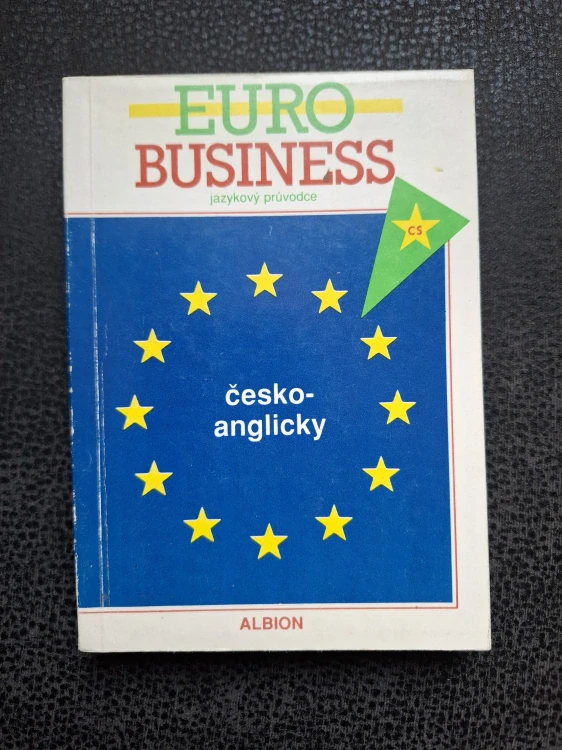 EURO
BUSINESS
jazykový průvodce
CS
česko-
anglicky
ALBION